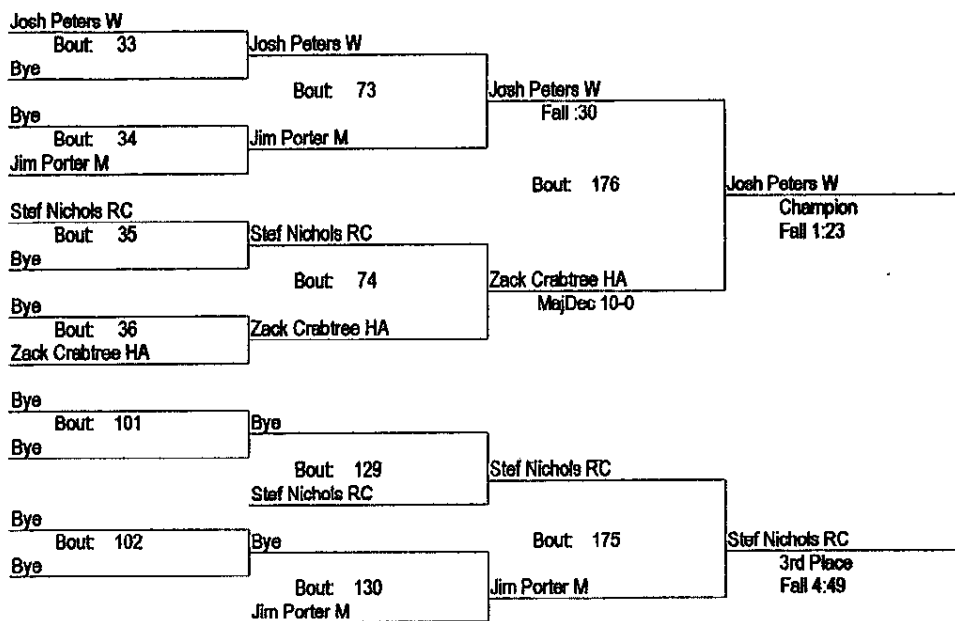 Josh Peters W
Bout: 33
Bye
Josh Peters W
Bout: 73
Bye
Bout: 34
Jim Porter M
Jim Porter M
Josh Peters W
Fall :30
Bout: 176
Stef Nichols RC
Bout: 35
Bye
Stef Nichols RC
Bout: 74
Bye
Bout: 36
Zack Crabtree HA
Zack Crabtree HA
Zack Crabtree HA
MajDec 10-0
Josh Peters W
Champion
Fall 1:23
Bye
Bout: 101
Bye
Bye
Bout: 129
Stef Nichols RC
Stef Nichols RC
Bye
Bout: 102
Bye
Bye
Bout: 130
Jim Porter M
Bout: 175
Jim Porter M
Stef Nichols RC
3rd Place
Fall 4:49